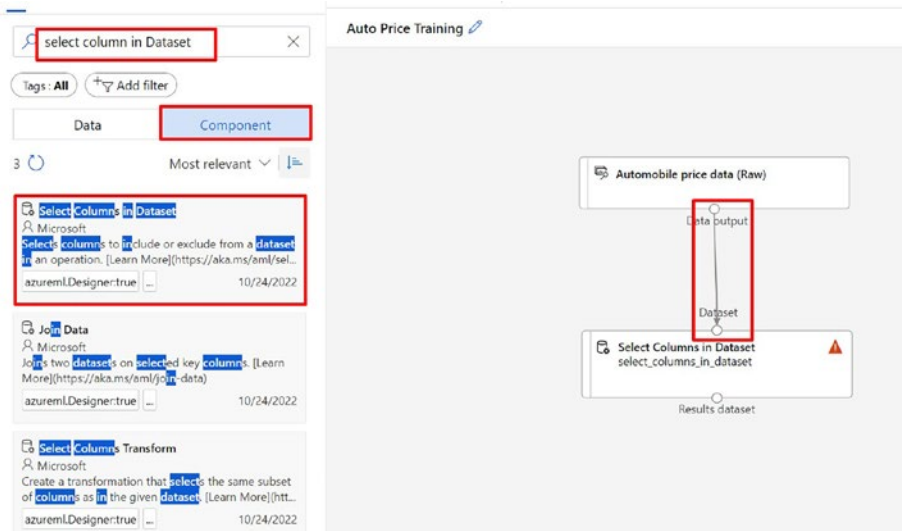 select column in Dataset
Tags : All
Add filter
Data
Component
3
Most relevant
Select Columns in Dataset
Microsoft
Selects columns to include or exclude from a dataset
in an operation. [Learn More](https://aka.ms/aml/sel...
azureml.Designer:true
...
10/24/2022
Join Data
Microsoft
Joins two datasets on selected key columns. [Learn
More](https://aka.ms/aml/join-data)
azureml.Designer:true
...
10/24/2022
Select Columns Transform
Microsoft
Create a transformation that selects the same subset
of columns as in the given dataset. [Learn More](htt...
azureml.Designer:true
...
10/24/2022
Auto Price Training
Automobile price data (Raw)
Data output
Dataset
Select Columns in Dataset
select_columns_in_dataset
Results dataset